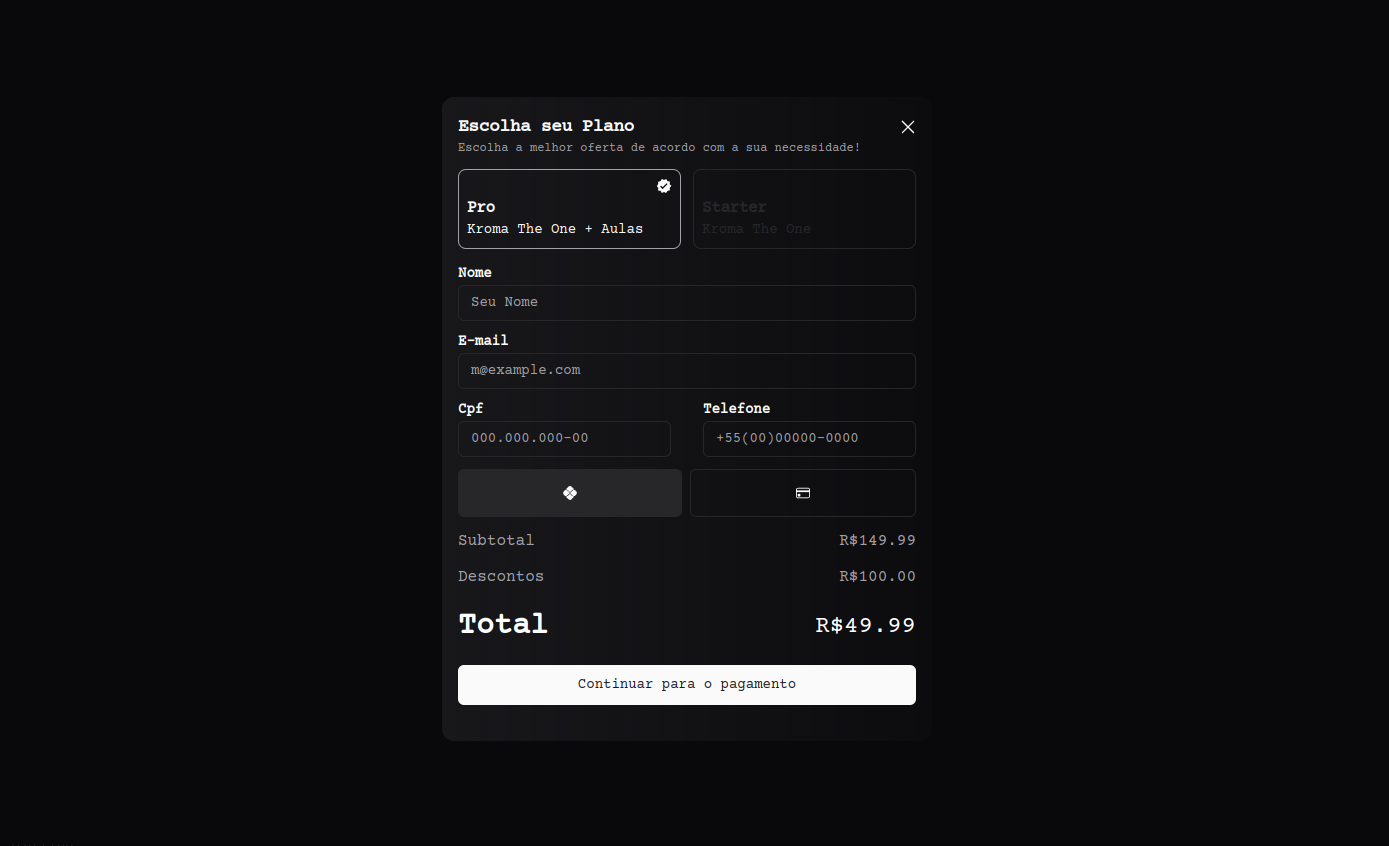 Escolha seu Plano
Escolha a melhor oferta de acordo com a sua necessidade!
Pro
Kroma The One + Aulas
Starter
Kroma The One
Nome
Seu Nome
E-mail
m@example.com
Cpf
Telefone
000.000.000-00
+55(00)00000-0000
Subtotal
R$149.99
Descontos
R$100.00
Total
R$49.99
Continuar para o pagamento